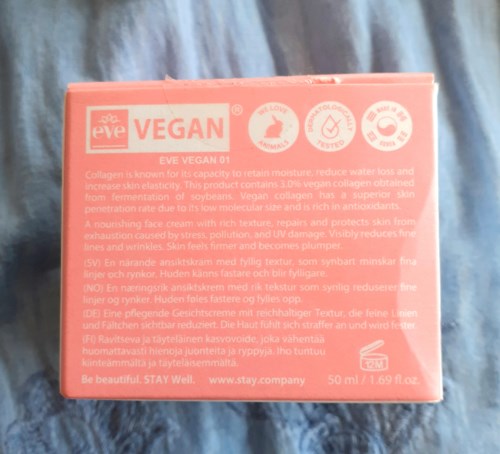 eve VEGAN®
WE LOVE ANIMALS
DERMATOLOGICALLY TESTED
EVE VEGAN 01
Collagen is known for its capacity to retain moisture, reduce water loss and
increase skin elasticity. This product contains 3.0% vegan collagen obtained
from fermentation of soybeans. Vegan collagen has a superior skin
penetration rate due to its low molecular size and is rich in antioxidants.
A nourishing face cream with rich texture, repairs and protects skin from
exhaustion caused by stress, pollution, and UV damage. Visibly reduces fine
lines and wrinkles. Skin feels firmer and becomes plumper.
(SV) En närande ansiktskräm med fyllig textur, som synbart minskar fina
linjer och rynkor. Huden känns fastare och blir fylligare.
(NO) En næringsrik ansiktskrem med rik tekstur som synlig reduserer fine
linjer og rynker. Huden føles fastere og fylles opp.
(DE) Eine pflegende Gesichtscreme mit reichhaltiger Textur, die feine Linien
und Fältchen sichtbar reduziert. Die Haut fühlt sich straffer an und wird fester.
(FI) Ravitteva ja täyteläinen kasvovoide, joka vähentää
huomattavasti hienoja juonteita ja ryppyjä. Iho tuntuu
kiinteämmältä ja täyteläisemmältä.
Be beautiful. STAY Well. www.stay.company
50 ml / 1.69 fl.oz.